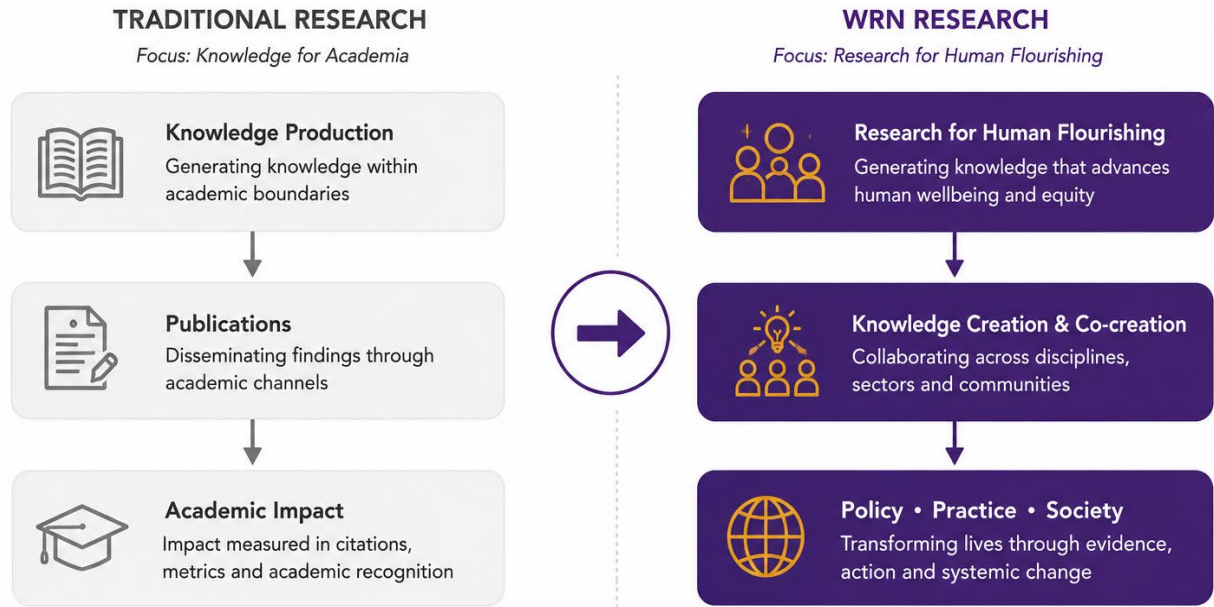 TRADITIONAL RESEARCH
Focus: Knowledge for Academia
Knowledge Production
Generating knowledge within
academic boundaries
Publications
Disseminating findings through
academic channels
Academic Impact
Impact measured in citations,
metrics and academic recognition
WRN RESEARCH
Focus: Research for Human Flourishing
Research for Human Flourishing
Generating knowledge that advances
human wellbeing and equity
Knowledge Creation & Co-creation
Collaborating across disciplines,
sectors and communities
Policy • Practice • Society
Transforming lives through evidence,
action and systemic change